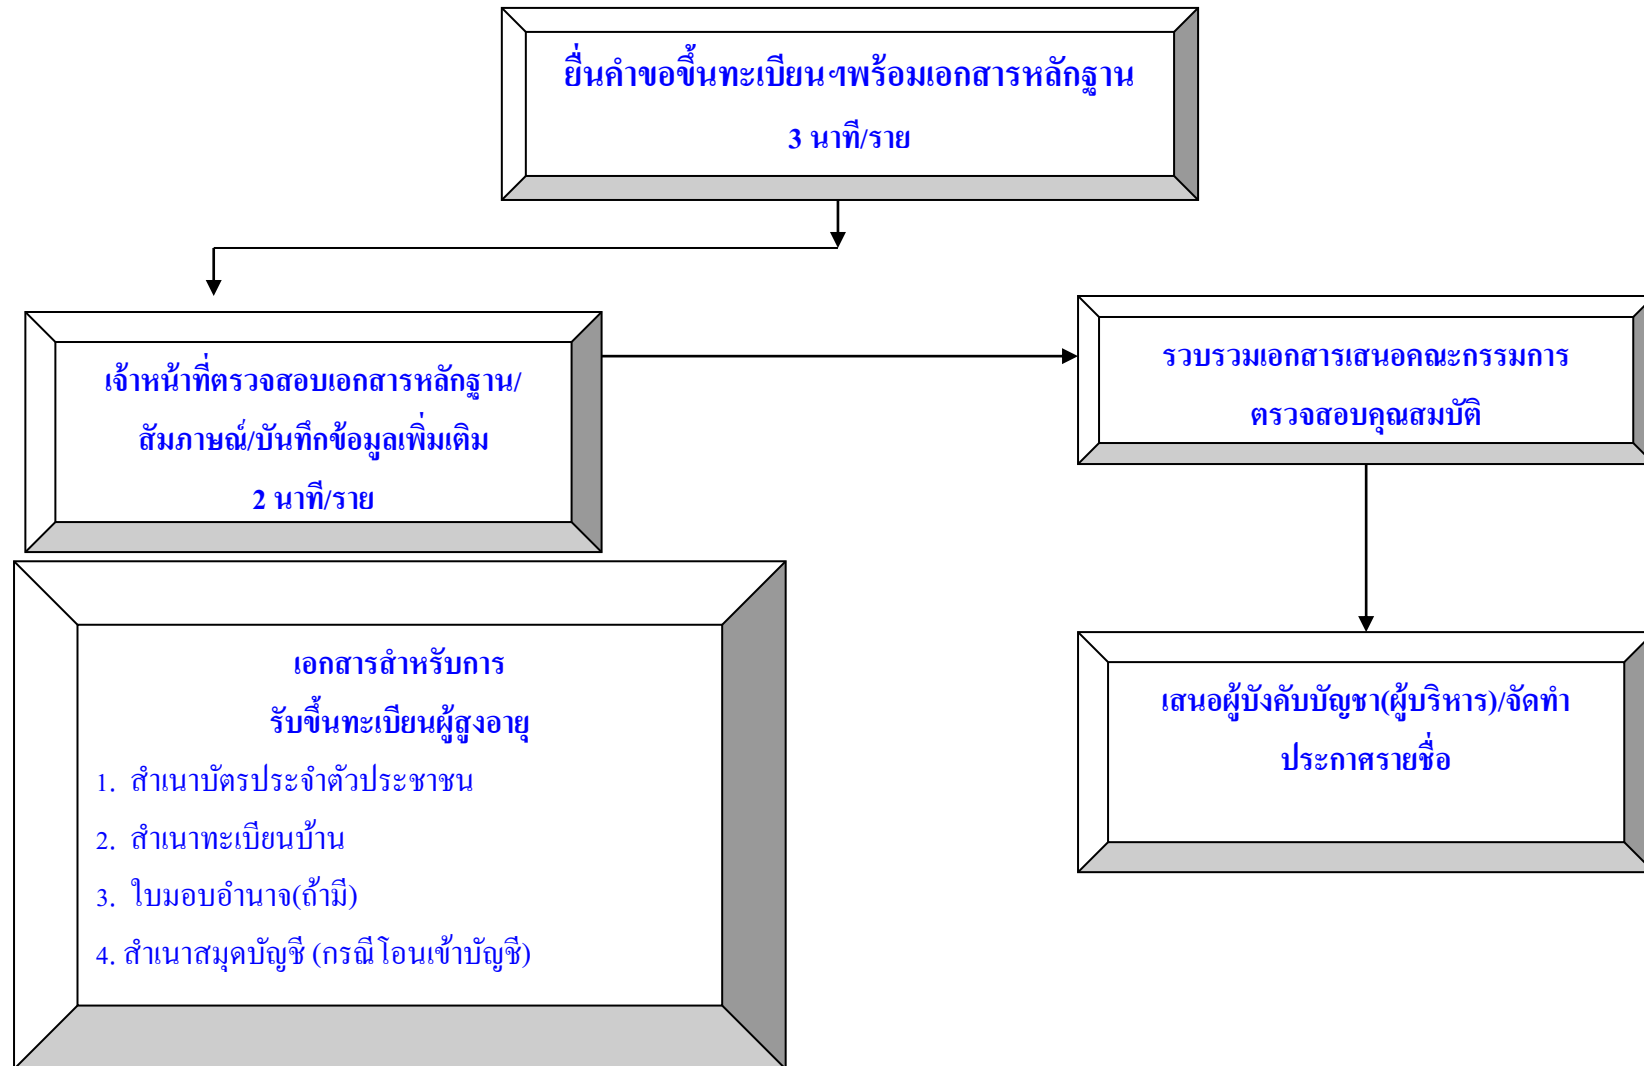 ยื่นคำขอขึ้นทะเบียนฯพร้อมเอกสารหลักฐาน
3 นาที/ราย
เจ้าหน้าที่ตรวจสอบเอกสารหลักฐาน/
สัมภาษณ์/บันทึกข้อมูลเพิ่มเติม
2 นาที/ราย
รวบรวมเอกสารเสนอคณะกรรมการ
ตรวจสอบคุณสมบัติ
เสนอผู้บังคับบัญชา(ผู้บริหาร)/จัดทำ
ประกาศรายชื่อ
เอกสารสำหรับการ
รับขึ้นทะเบียนผู้สูงอายุ
1. สำเนาบัตรประจำตัวประชาชน
2. สำเนาทะเบียนบ้าน
3. ใบมอบอำนาจ(ถ้ามี)
4. สำเนาสมุดบัญชี (กรณีโอนเข้าบัญชี)